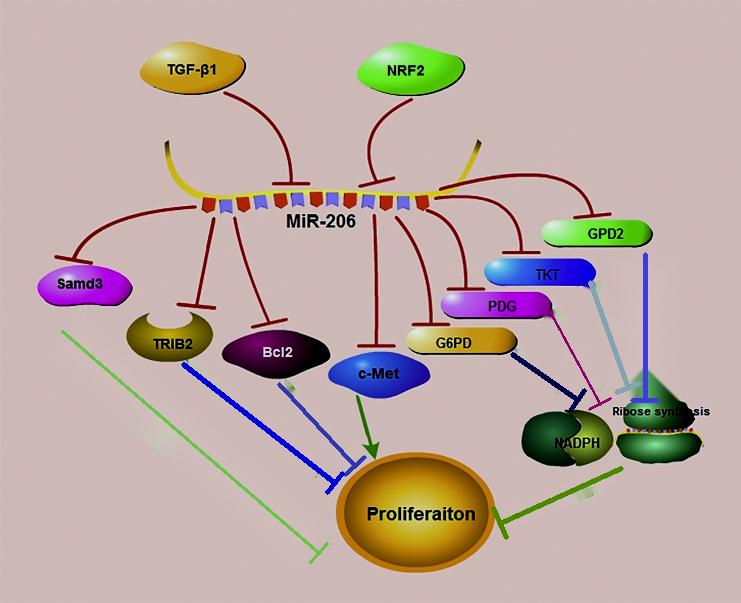 TGF-β1
NRF2
MiR-206
GPD2
TKT
Samd3
PDG
TRIB2
Bcl2
G6PD
c-Met
Ribose synthesis
NADPH
Proliferaiton